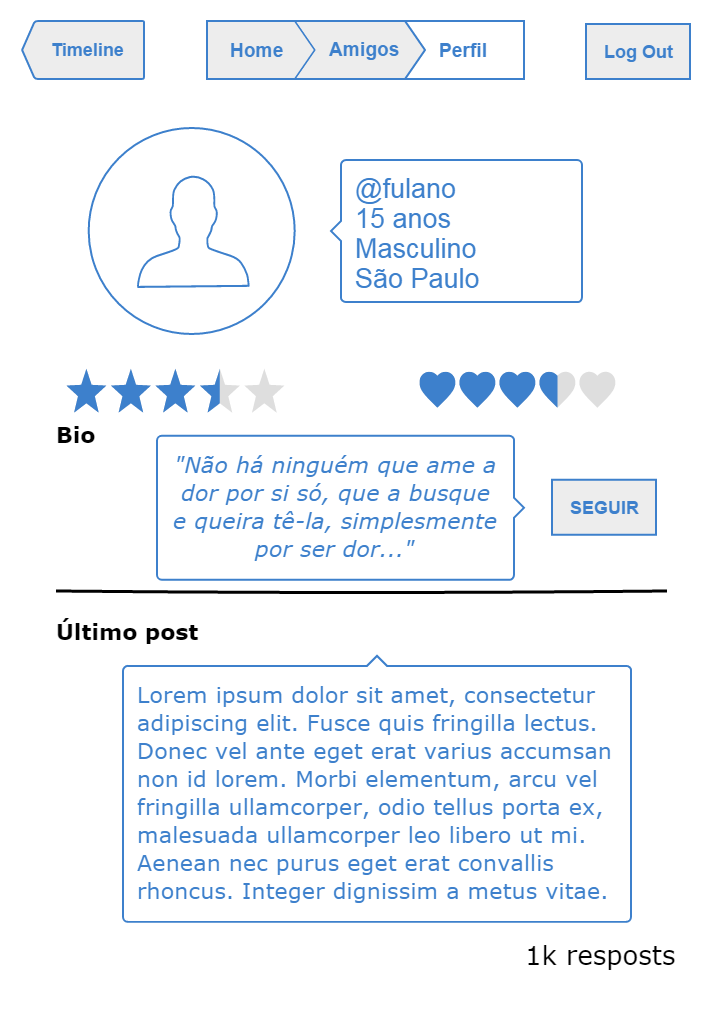 Timeline
Home
Amigos
Perfil
Log Out
@fulano
15 anos
Masculino
São Paulo
Bio
"Não há ninguém que ame a
dor por si só, que a busque
e queira tê-la, simplesmente
por ser dor..."
SEGUIR
Último post
Lorem ipsum dolor sit amet, consectetur
adipiscing elit. Fusce quis fringilla lectus.
Donec vel ante eget erat varius accumsan
non id lorem. Morbi elementum, arcu vel
fringilla ullamcorper, odio tellus porta ex,
malesuada ullamcorper leo libero ut mi.
Aenean nec purus eget erat convallis
rhoncus. Integer dignissim a metus vitae.
1k resposts